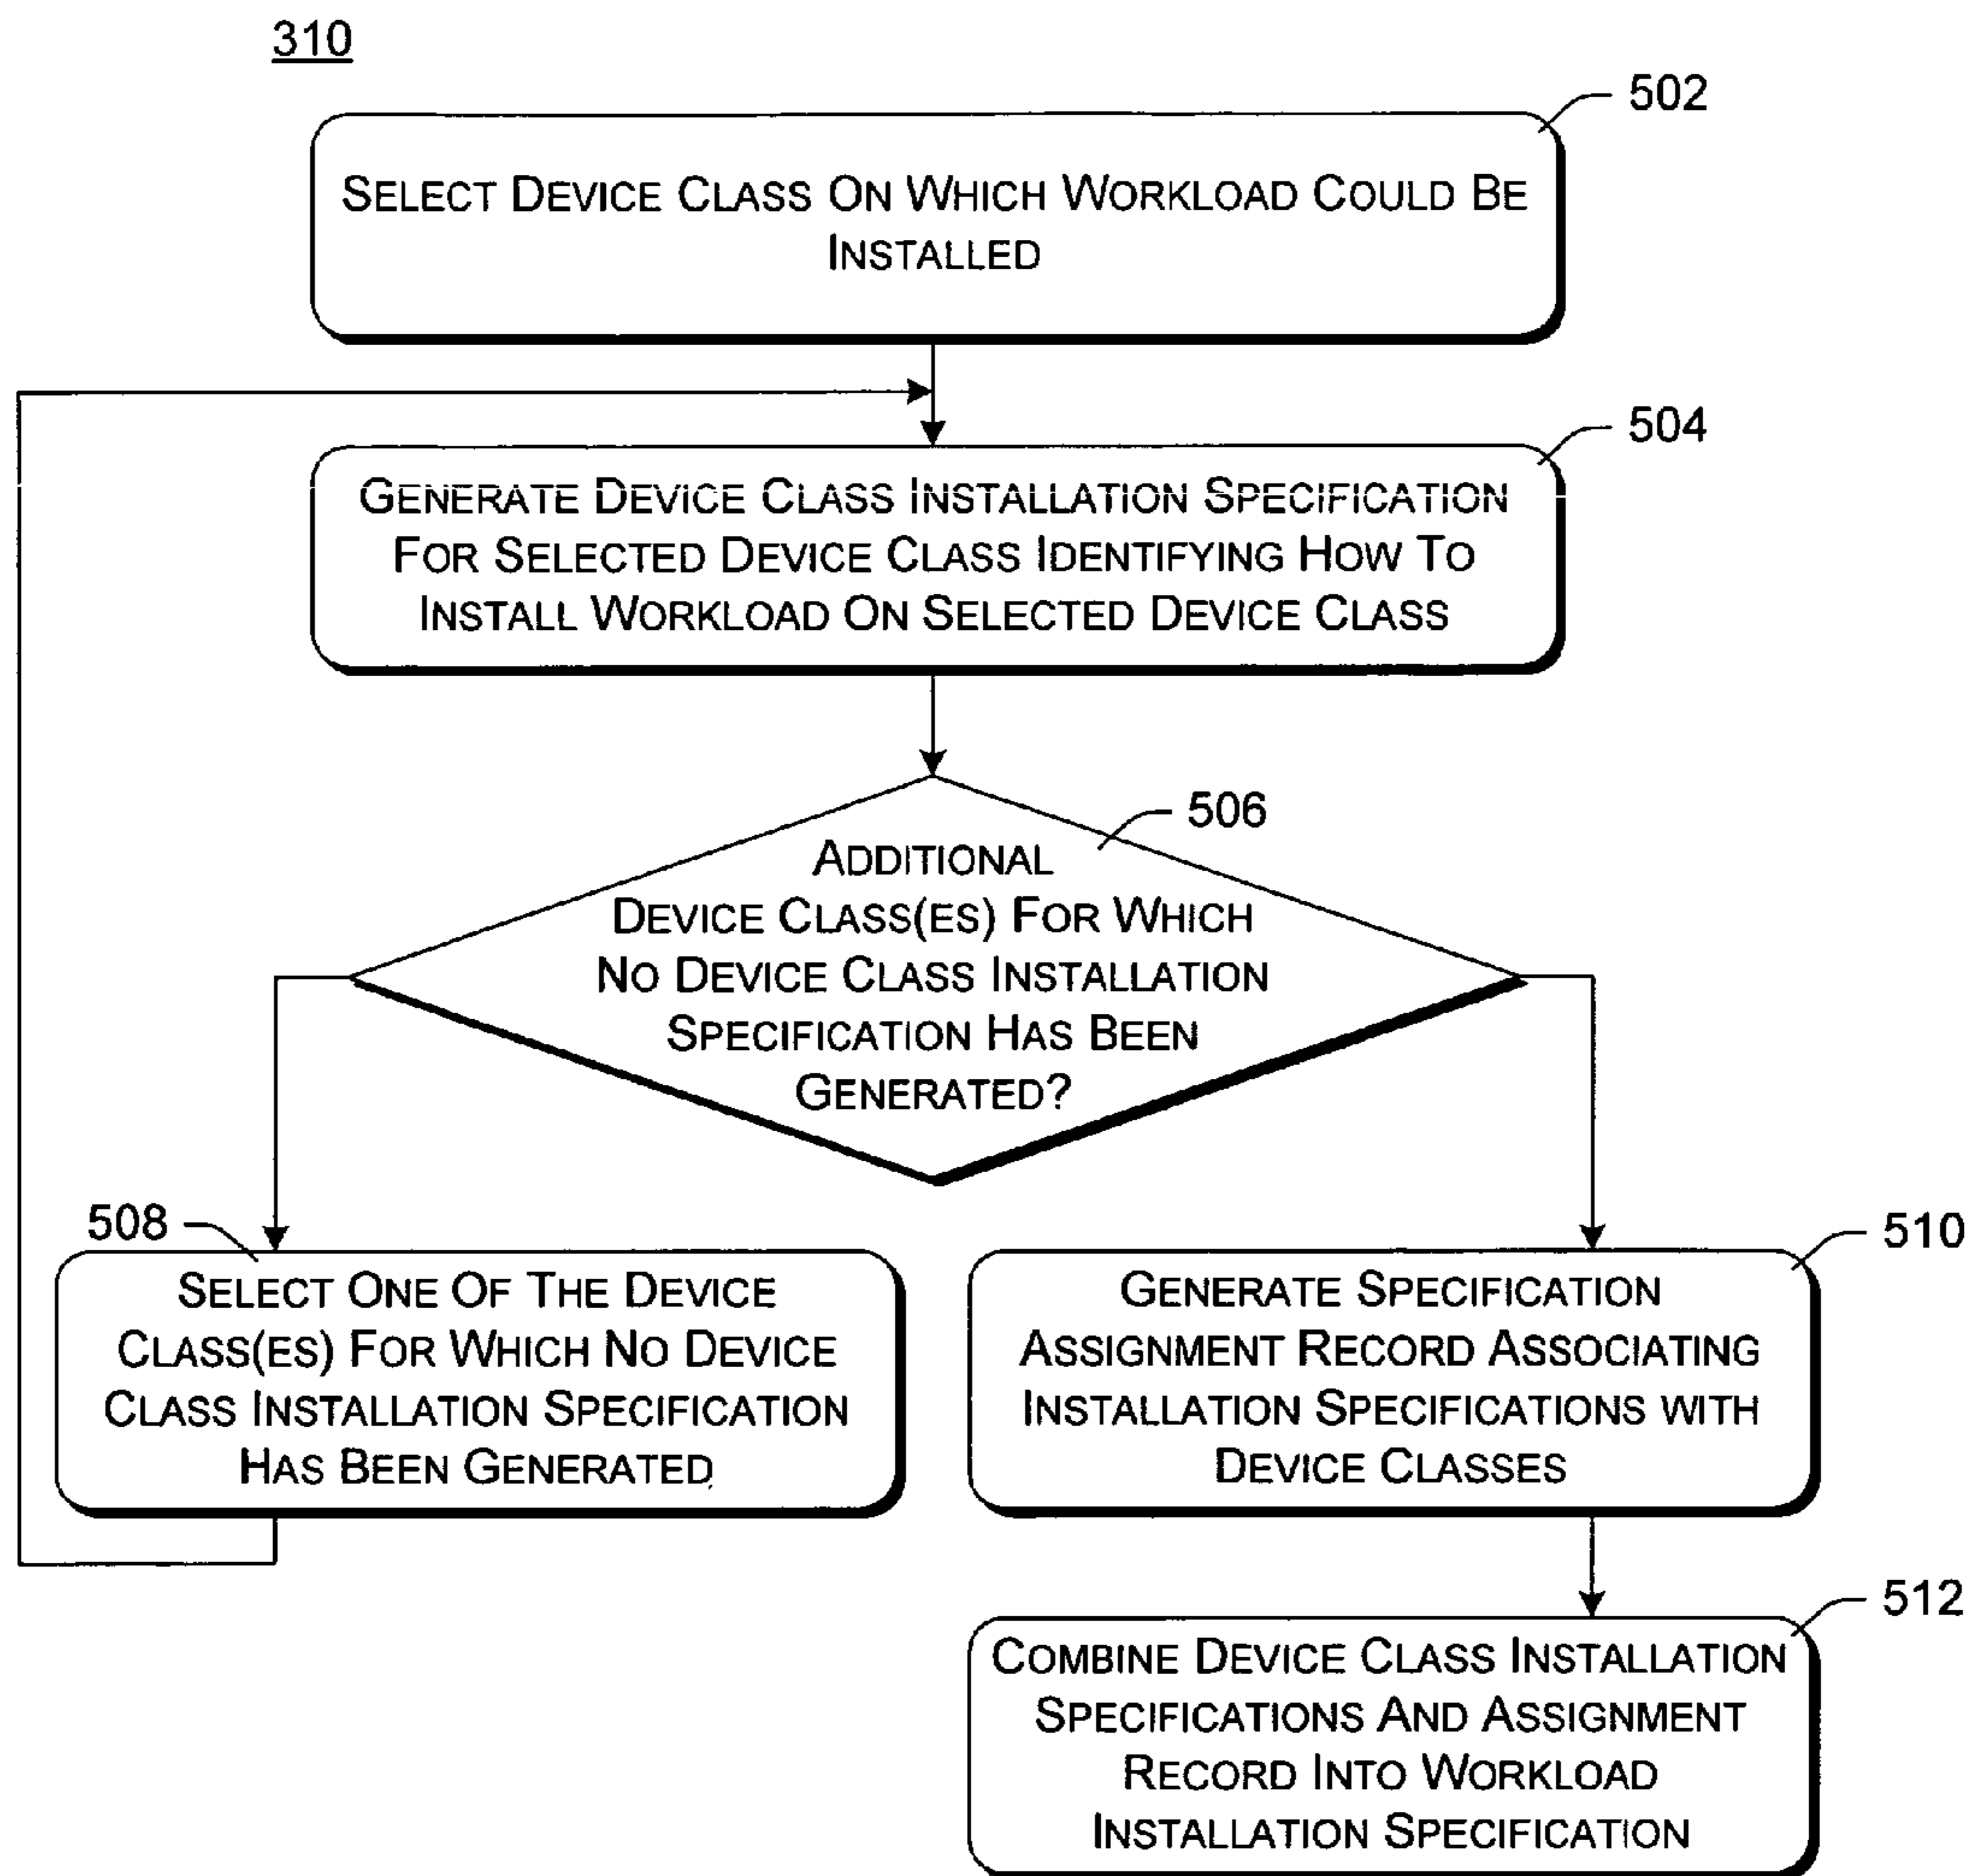 310
502
SELECT DEVICE CLASS ON WHICH WORKLOAD COULD BE
INSTALLED
504
GENERATE DEVICE CLASS INSTALLATION SPECIFICATION
FOR SELECTED DEVICE CLASS IDENTIFYING HOW TO
INSTALL WORKLOAD ON SELECTED DEVICE CLASS
506
ADDITIONAL
DEVICE CLASS(ES) FOR WHICH
NO DEVICE CLASS INSTALLATION
SPECIFICATION HAS BEEN
GENERATED?
508
SELECT ONE OF THE DEVICE
CLASS(ES) FOR WHICH NO DEVICE
CLASS INSTALLATION SPECIFICATION
HAS BEEN GENERATED
510
GENERATE SPECIFICATION
ASSIGNMENT RECORD ASSOCIATING
INSTALLATION SPECIFICATIONS WITH
DEVICE CLASSES
512
COMBINE DEVICE CLASS INSTALLATION
SPECIFICATIONS AND ASSIGNMENT
RECORD INTO WORKLOAD
INSTALLATION SPECIFICATION